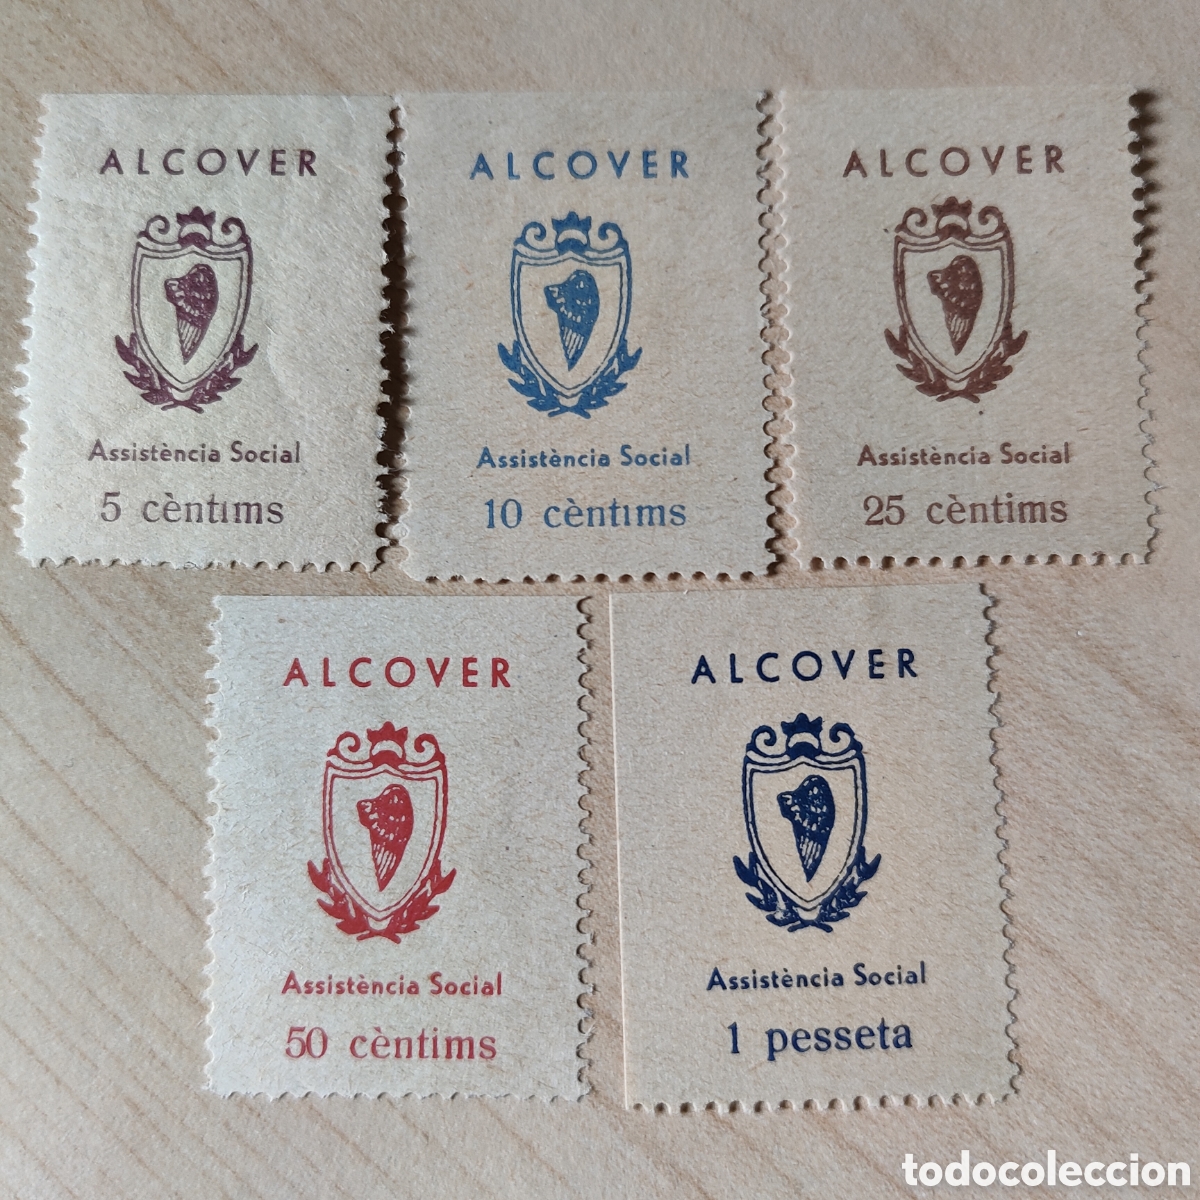 ALCOVER
Assistència Social
5 cèntims
ALCOVER
Assistència Social
10 cèntims
ALCOVER
Assistència Social
25 cèntims
ALCOVER
Assistència Social
50 cèntims
ALCOVER
Assistència Social
1 pesseta
todocoleccion